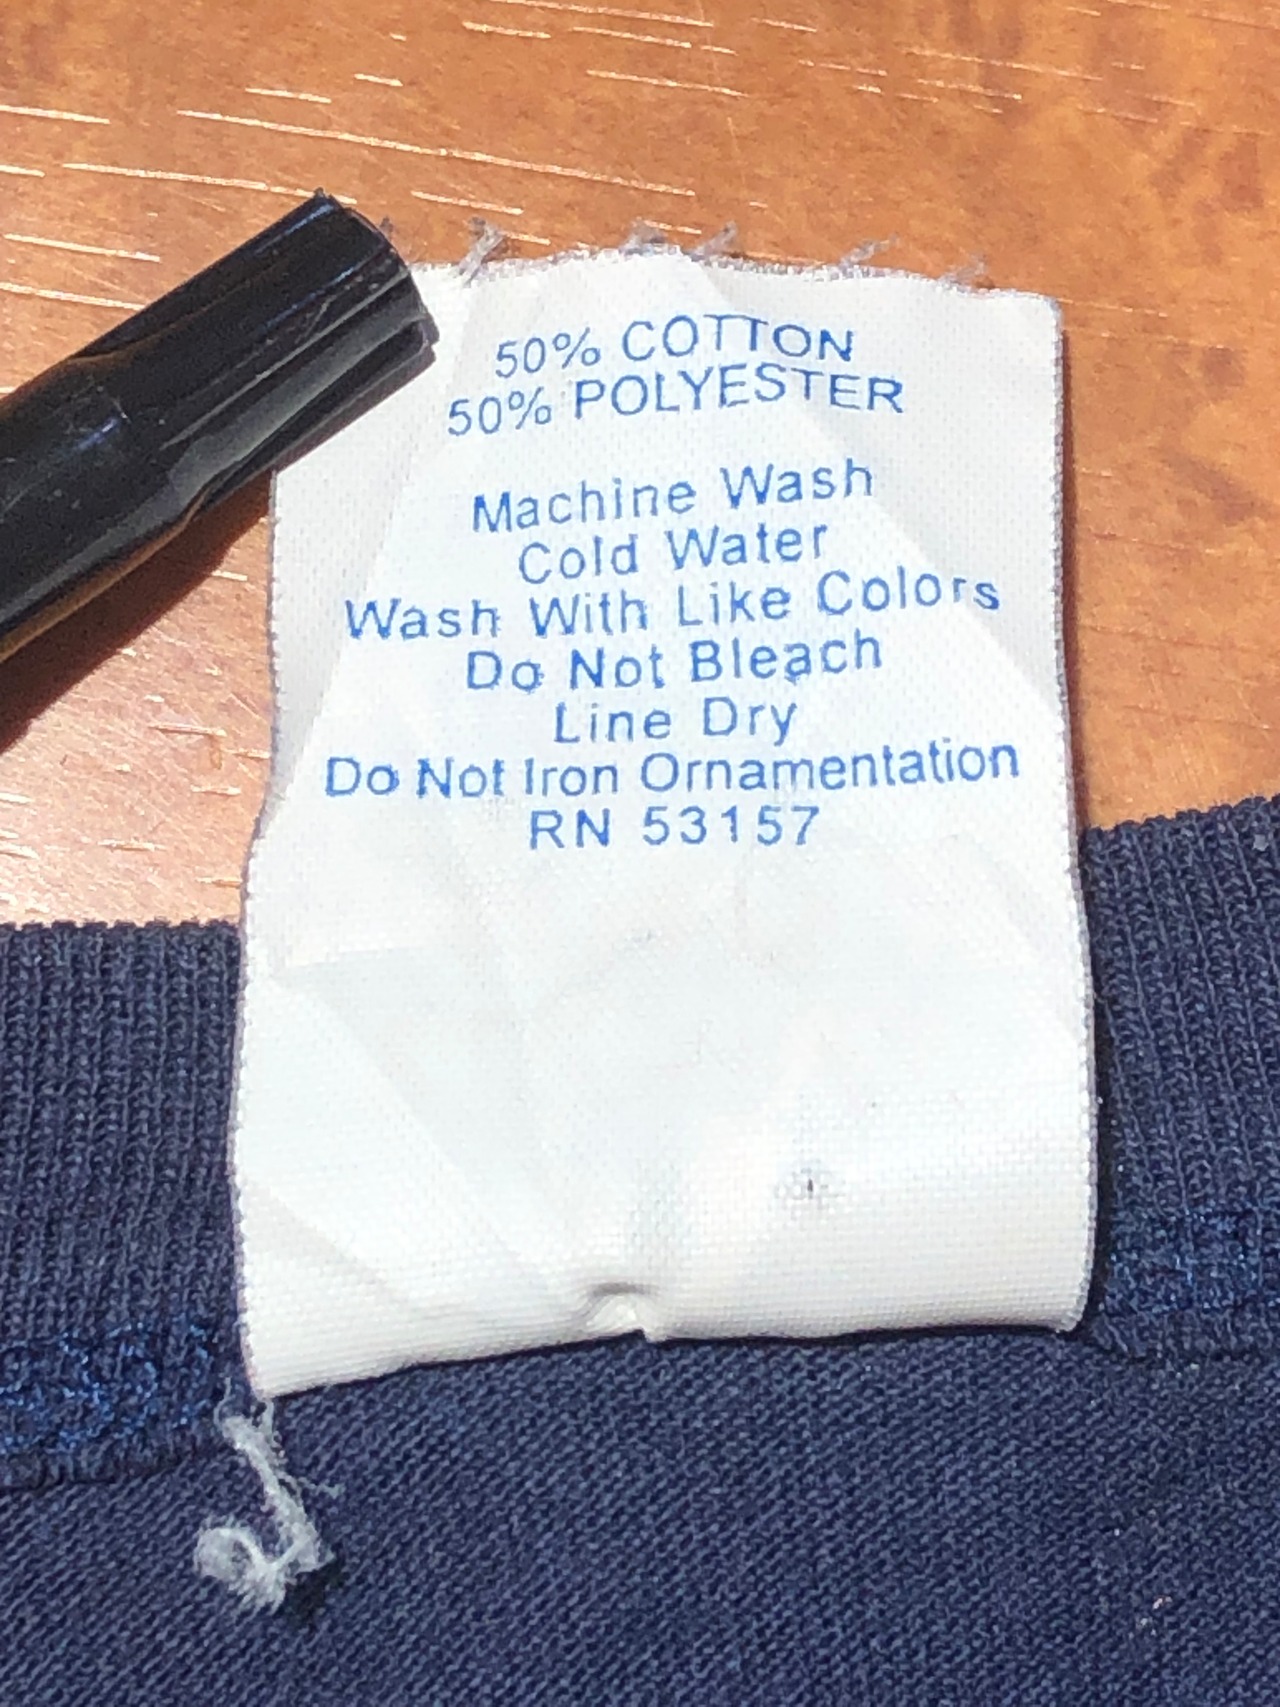 50% COTTON
50% POLYESTER
Machine Wash
Cold Water
Wash With Like Colors
Do Not Bleach
Line Dry
Do Not Iron Ornamentation
RN 53157